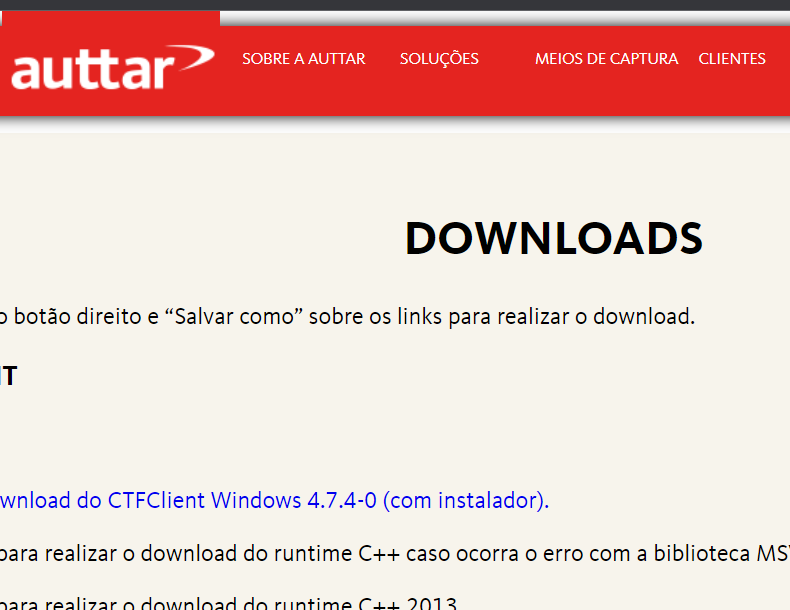 auttar
SOBRE A AUTTAR SOLUÇÕES MEIOS DE CAPTURA CLIENTES
DOWNLOADS
o botão direito e “Salvar como” sobre os links para realizar o download.
IT
wnload do CTFClient Windows 4.7.4-0 (com instalador).
para realizar o download do runtime C++ caso ocorra o erro com a biblioteca MSV
para realizar o download do runtime C++ 2013